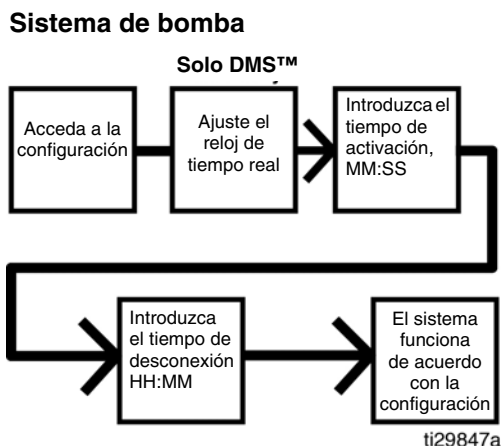 Sistema de bomba
Solo DMS™
Acceda a la
configuración
Ajuste el
reloj de
tiempo real
Introduzca el
tiempo de
activación,
MM:SS
Introduzca
el tiempo de
desconexión
HH:MM
El sistema
funciona
de acuerdo
con la
configuración
ti29847a